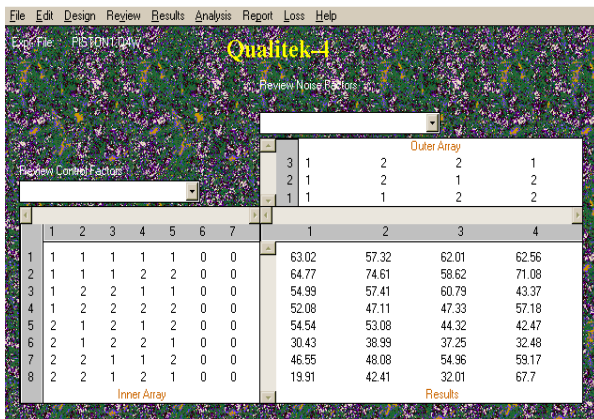 File Edit Design Review Results Analysis Report Loss Help
Expt. File: PISTON1.Q4W
Qualitek-4
Review Noise Factors
Outer Array
3 1 2 2 1
2 1 2 1 2
1 1 1 2 2
Review Control Factors
1 2 3 4 5 6 7
1 2 3 4
1 1 1 1 1 1 0 0 63.02 57.32 62.01 62.56
2 1 1 1 2 2 0 0 64.77 74.61 58.62 71.08
3 1 2 2 1 1 0 0 54.99 57.41 60.79 43.37
4 1 2 2 2 2 0 0 52.08 47.11 47.33 57.18
5 2 1 2 1 2 0 0 54.54 53.08 44.32 42.47
6 2 1 2 2 1 0 0 30.43 38.99 37.25 32.48
7 2 2 1 1 2 0 0 46.55 48.08 54.96 59.17
8 2 2 1 2 1 0 0 19.91 42.41 32.01 67.7
Inner Array
Results